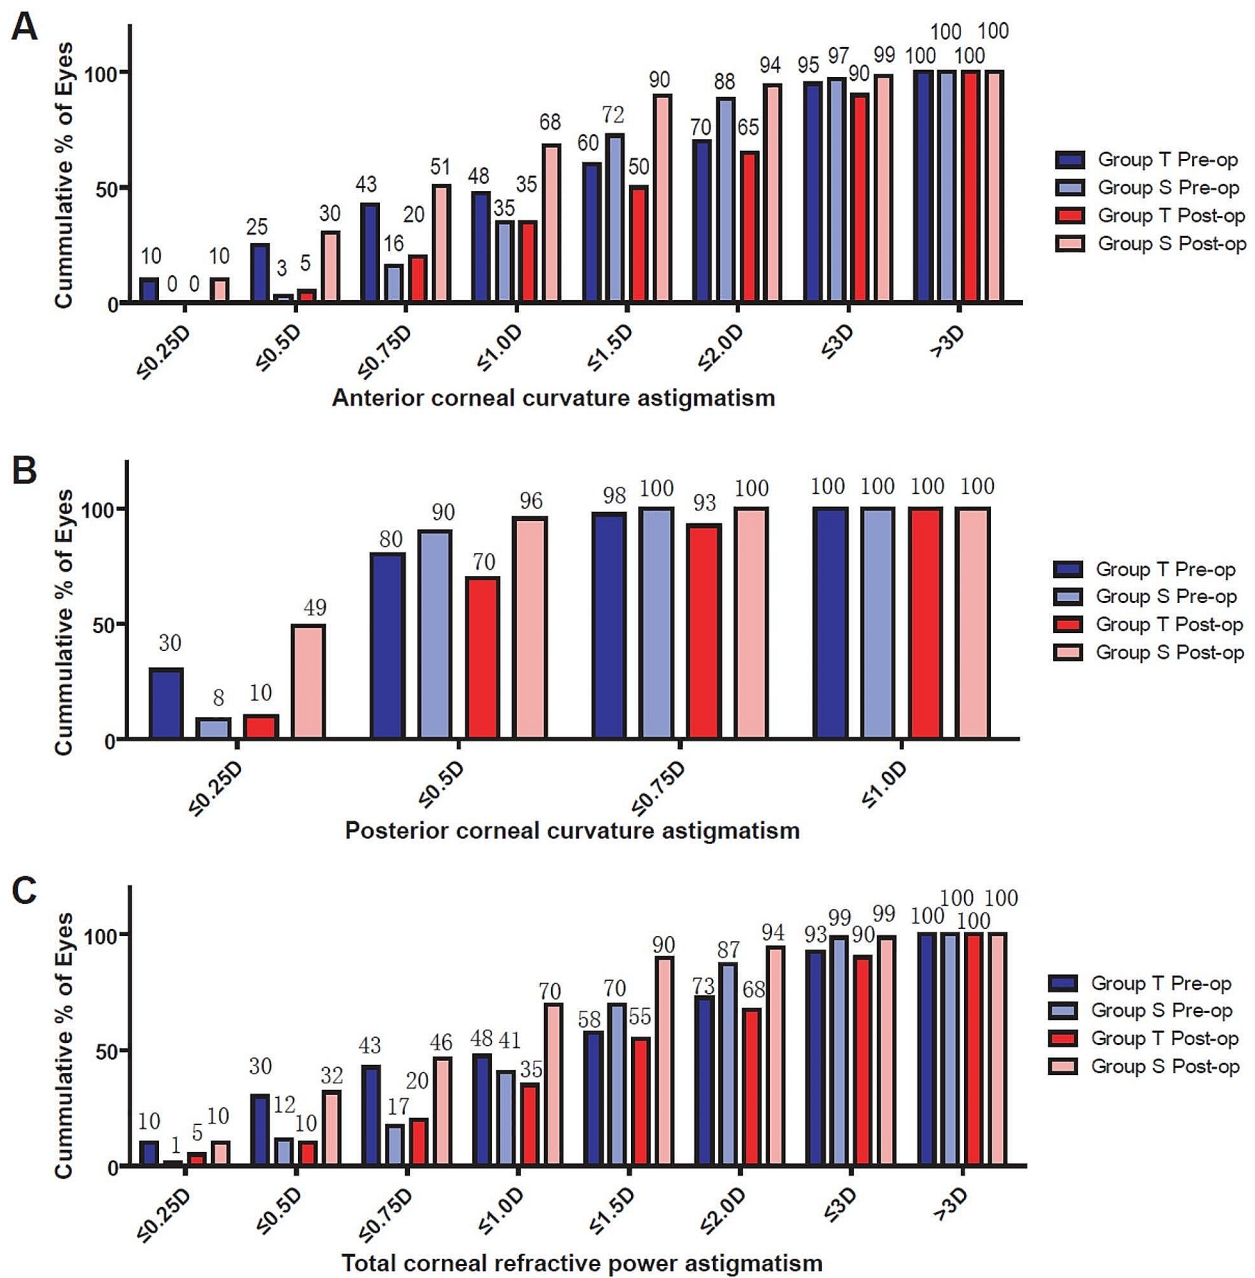 A
Cummulative % of Eyes
100
50
0
10 0 0 10
25 3 5 30
43 16 20 51
48 35 35 68
60 72 50 90
70 88 65 94
95 97 90 99
100 100 100 100
≤0.25D ≤0.5D ≤0.75D ≤1.0D ≤1.5D ≤2.0D ≤3D >3D
Anterior corneal curvature astigmatism
Group T Pre-op
Group S Pre-op
Group T Post-op
Group S Post-op
B
Cummulative % of Eyes
100
50
0
30 8 10 49
80 90 70 96
98 100 93 100
100 100 100 100
≤0.25D ≤0.5D ≤0.75D ≤1.0D
Posterior corneal curvature astigmatism
Group T Pre-op
Group S Pre-op
Group T Post-op
Group S Post-op
C
Cummulative % of Eyes
100
50
0
10 1 5 10
30 12 10 32
43 17 20 46
48 41 35 70
58 70 55 90
73 87 68 94
93 99 90 99
100 100 100 100
≤0.25D ≤0.5D ≤0.75D ≤1.0D ≤1.5D ≤2.0D ≤3D >3D
Total corneal refractive power astigmatism
Group T Pre-op
Group S Pre-op
Group T Post-op
Group S Post-op